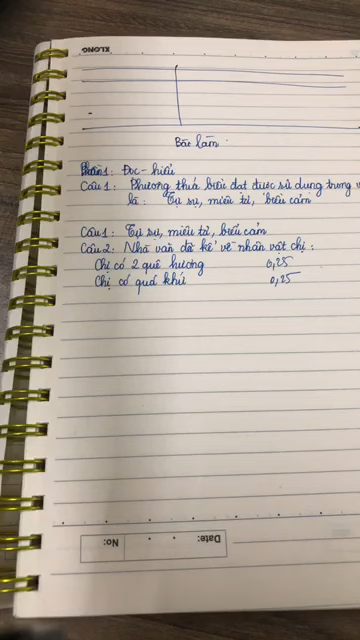 KLONG
Bài làm
Phần 1: Đọc - hiểu
Câu 1: Phương thức biểu đạt được sử dụng trong v
là: Tự sự, miêu tả, biểu cảm
Câu 1: Tự sự, miêu tả, biểu cảm
Câu 2: Nhà văn đã kể về nhân vật chị:
Chị có 2 quê hương 0,25
Chị có quá khứ 0,25
No: Date: